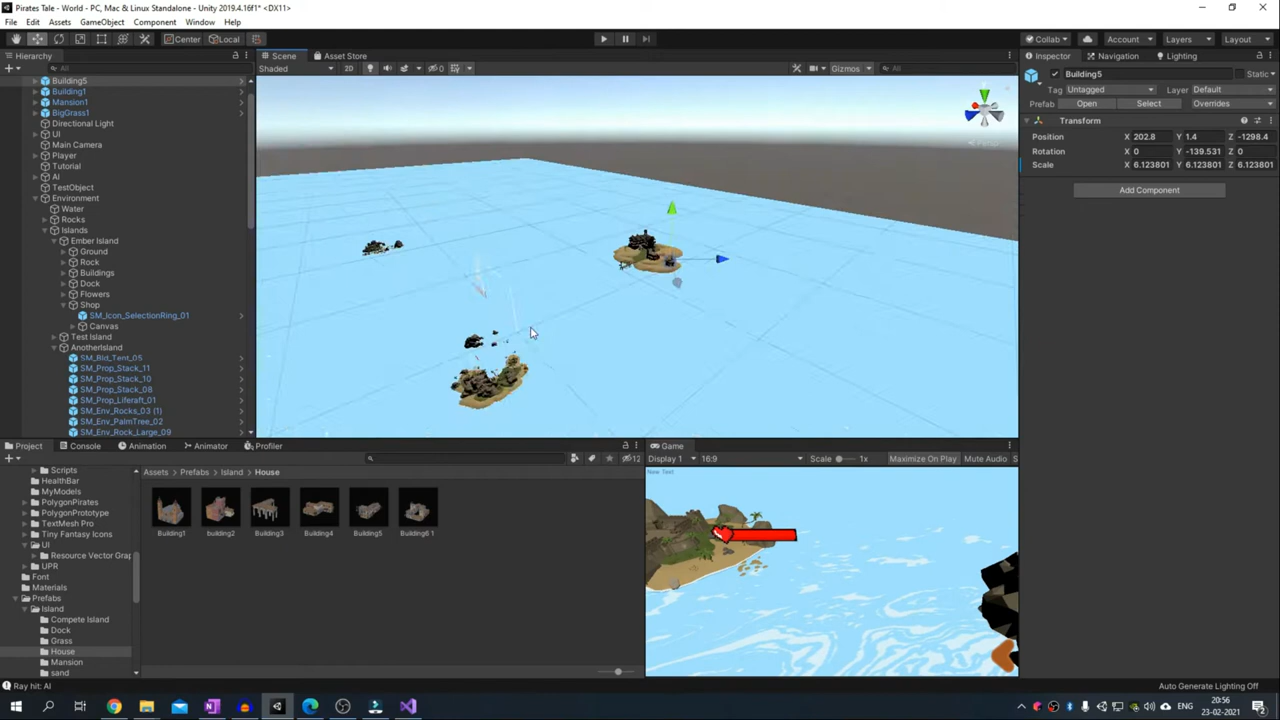 Pirates Tale - World - PC, Mac & Linux Standalone - Unity 2019.4.16f1* <DX11>
File Edit Assets GameObject Component Window Help
Center Local Collab Account Layers Layout
Hierarchy Scene Asset Store Inspector Navigation Lighting
All Shaded 2D 0 Gizmos All
Building5 Static
Tag Untagged Layer Default
Prefab Open Select Overrides
Transform
Position X 202.8 Y 1.4 Z -1298.4
Rotation X 0 Y -139.531 Z 0
Scale X 6.123801 Y 6.123801 Z 6.123801
Add Component
Building5
Building1
Mansion1
BigGrass1
Directional Light
UI
Main Camera
Player
Tutorial
AI
TestObject
Environment
Water
Rocks
Islands
Ember Island
Ground
Rock
Buildings
Dock
Flowers
Shop
SM_Icon_SelectionRing_01
Canvas
Test Island
AnotherIsland
SM_Bld_Tent_05
SM_Prop_Stack_11
SM_Prop_Stack_10
SM_Prop_Stack_08
SM_Prop_Liferaft_01
SM_Env_Rocks_03 (1)
SM_Env_PalmTree_02
SM_Env_Rock_Large_09
Project Console Animation Animator Profiler
12
Assets Prefabs Island House
Scripts
HealthBar
MyModels
PolygonPirates
PolygonPrototype
TextMesh Pro
Tiny Fantasy Icons
UI
Resource Vector Grap
UPR
Font
Materials
Prefabs
Island
Compete Island
Dock
Grass
House
Mansion
sand
Building1 building2 Building3 Building4 Building5 Building6 1
Game
Display 1 16:9 Scale 1x Maximize On Play Mute Audio S
New Text
Ray hit: AI
Auto Generate Lighting Off
ENG
20:56
23-02-2021
2